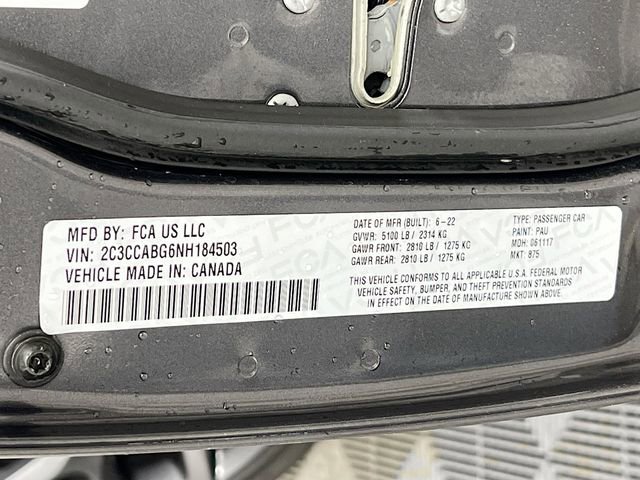 MFD BY: FCA US LLC
VIN: 2C3CCABG6NH184503
VEHICLE MADE IN: CANADA
DATE OF MFR (BUILT): 6-22
GVWR: 5100 LB / 2314 KG
GAWR FRONT: 2810 LB / 1275 KG
GAWR REAR: 2810 LB / 1275 KG
TYPE: PASSENGER CAR
PAINT: PAU
MDH: 061117
MKT: 875
THIS VEHICLE CONFORMS TO ALL APPLICABLE U.S.A. FEDERAL MOTOR
VEHICLE SAFETY, BUMPER, AND THEFT PREVENTION STANDARDS
IN EFFECT ON THE DATE OF MANUFACTURE SHOWN ABOVE.